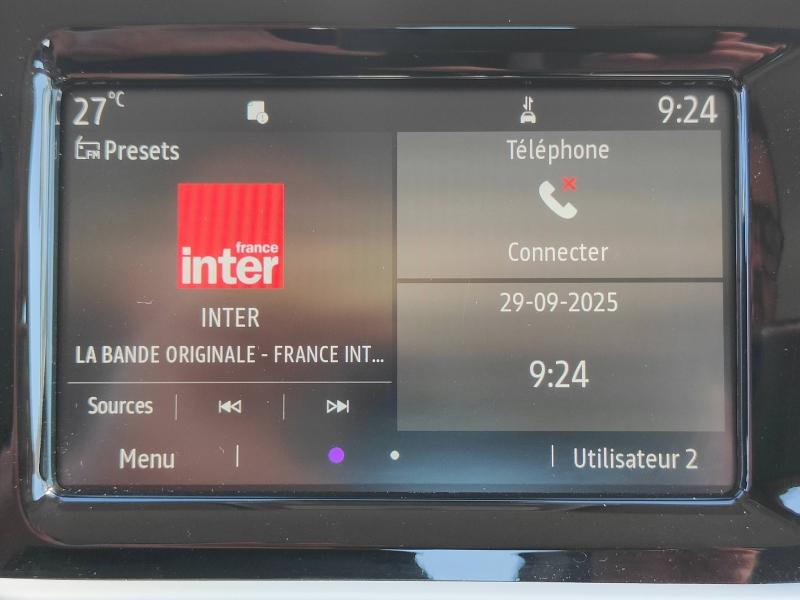 27°C
9:24
FM Presets
france
inter
INTER
LA BANDE ORIGINALE - FRANCE INT...
Sources
Téléphone
Connecter
29-09-2025
9:24
Menu
Utilisateur 2